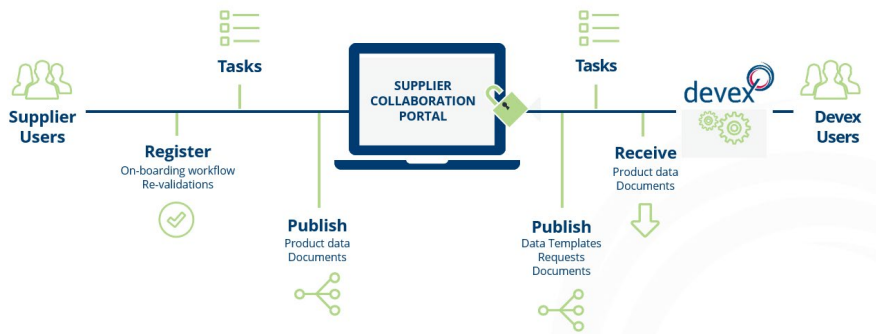 Supplier
Users
Tasks
Register
On-boarding workflow
Re-validations
Publish
Product data
Documents
SUPPLIER
COLLABORATION
PORTAL
Tasks
Publish
Data Templates
Requests
Documents
Receive
Product data
Documents
devex
Devex
Users